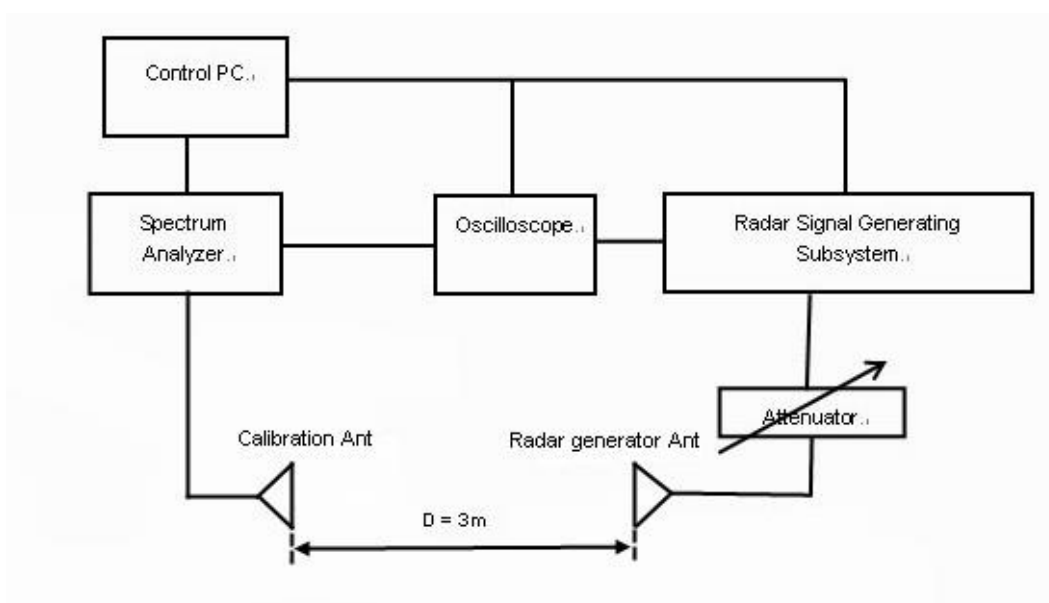 Control PC
Spectrum
Analyzer
Oscilloscope
Radar Signal Generating
Subsystem
Attenuator
Calibration Ant
Radar generator Ant
D = 3m